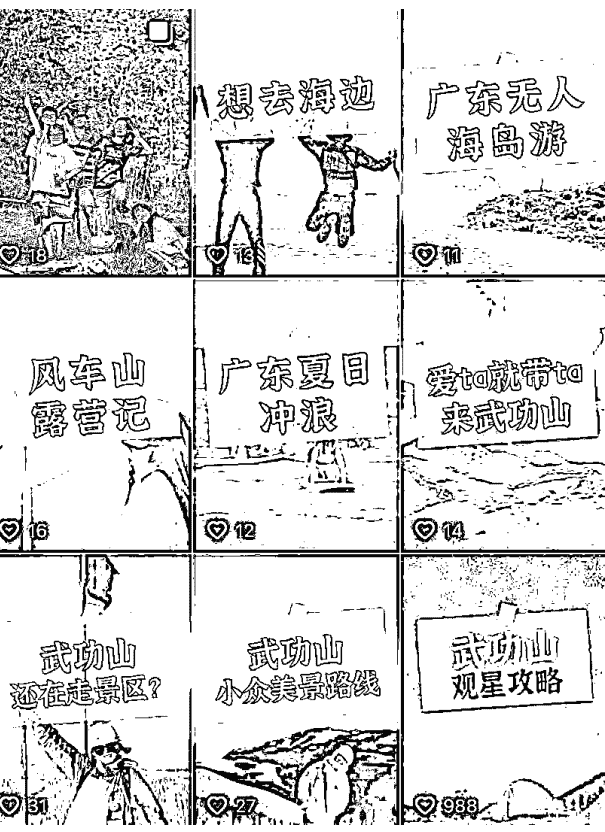 18
想去海边
13
广东无人
海岛游
11
风车山
露营记
16
广东夏日
冲浪
12
爱ta就带ta
来武功山
14
武功山
还在走景区?
31
武功山
小众美景路线
27
武功山
观星攻略
988